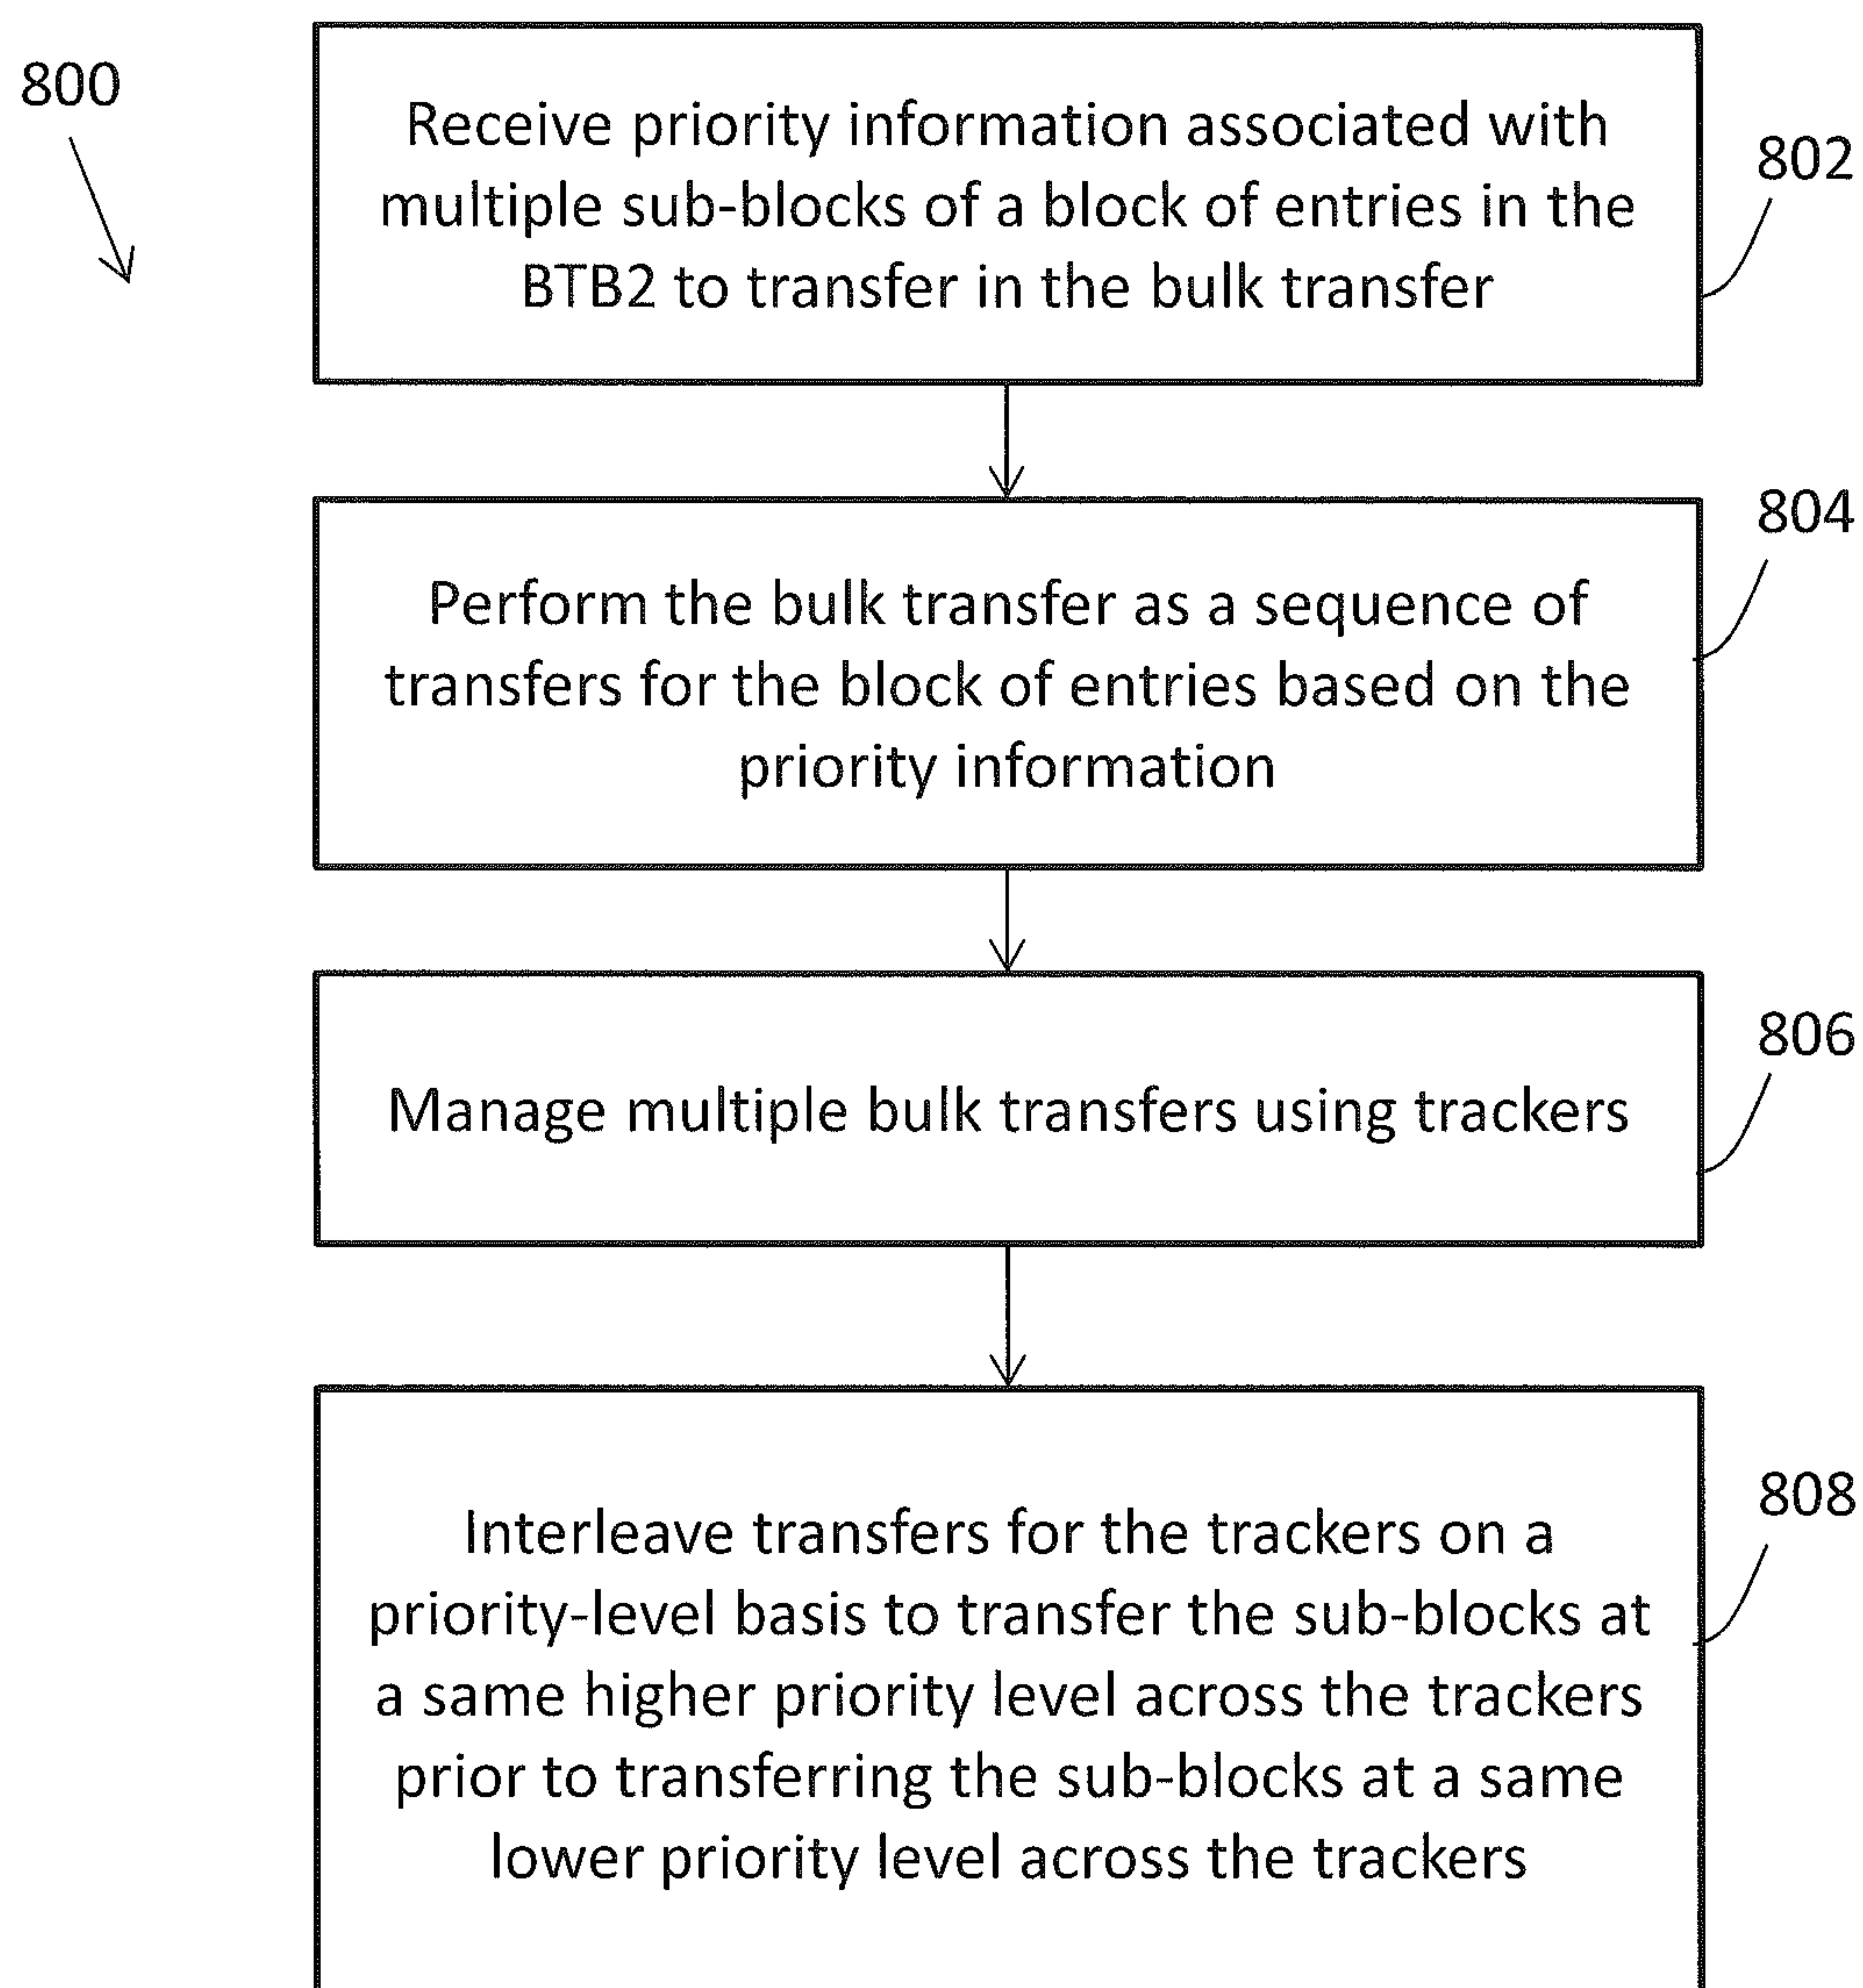 800
Receive priority information associated with
multiple sub-blocks of a block of entries in the
BTB2 to transfer in the bulk transfer
802
Perform the bulk transfer as a sequence of
transfers for the block of entries based on the
priority information
804
Manage multiple bulk transfers using trackers
806
Interleave transfers for the trackers on a
priority-level basis to transfer the sub-blocks at
a same higher priority level across the trackers
prior to transferring the sub-blocks at a same
lower priority level across the trackers
808